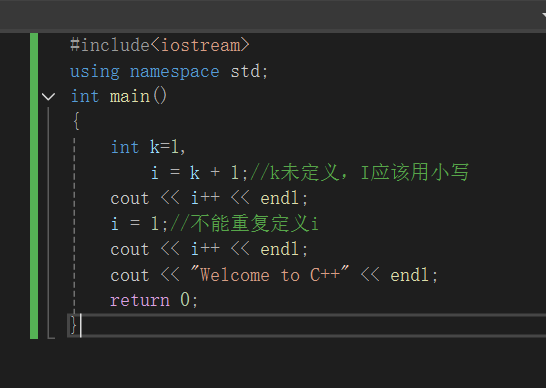 #include<iostream>
using namespace std;
int main()
{
int k=1,
i = k + 1;//k未定义，I应该用小写
cout << i++ << endl;
i = 1;//不能重复定义i
cout << i++ << endl;
cout << "Welcome to C++" << endl;
return 0;
}